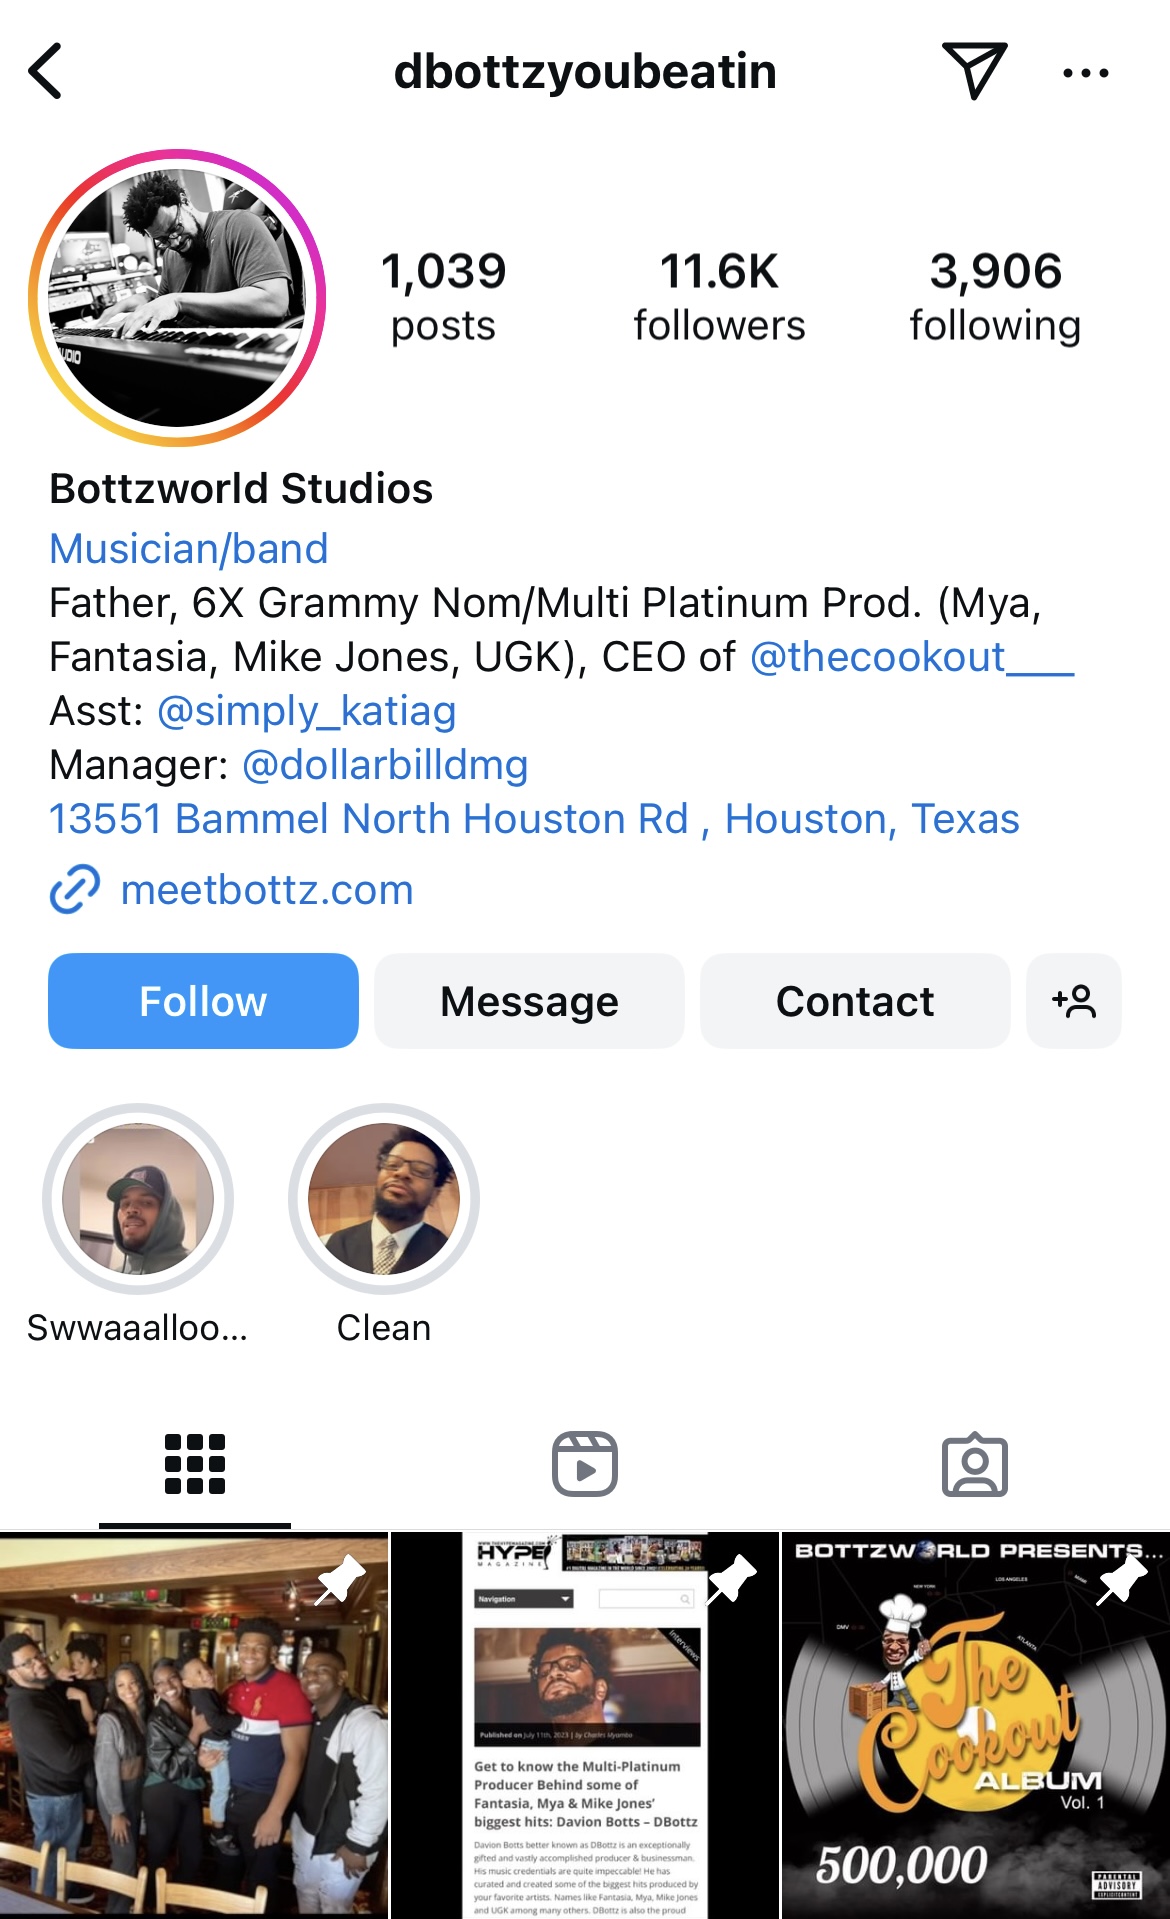 dbottzyoubeatin
1,039
posts
11.6K
followers
3,906
following
UDIO
Bottzworld Studios
Musician/band
Father, 6X Grammy Nom/Multi Platinum Prod. (Mya,
Fantasia, Mike Jones, UGK), CEO of @thecookout___
Asst: @simply_katiag
Manager: @dollarbilldmg
13551 Bammel North Houston Rd , Houston, Texas
meetbottz.com
Follow
Message
Contact
Swwaaalloo...
Clean
WWW.THEHYPEMAGAZINE.COM
HYPE
MAGAZINE
Navigation
Interviews
Published on July 11th, 2023 | by Charles Myambo
Get to know the Multi-Platinum
Producer Behind some of
Fantasia, Mya & Mike Jones'
biggest hits: Davion Botts – DBottz
Davion Botts better known as DBottz is an exceptionally
gifted and vastly accomplished producer & businessman.
His music credentials are quite impeccable! He has
curated and created some of the biggest hits produced by
your favorite artists. Names like Fantasia, Mya, Mike Jones
and UGK among many others. DBottz is also the proud
BOTTZWORLD PRESENTS...
NEW YORK
LOS ANGELES
MIAMI
DMV
ATLANTA
The
Cookout
ALBUM
Vol. 1
500,000
PARENTAL
ADVISORY
EXPLICIT CONTENT